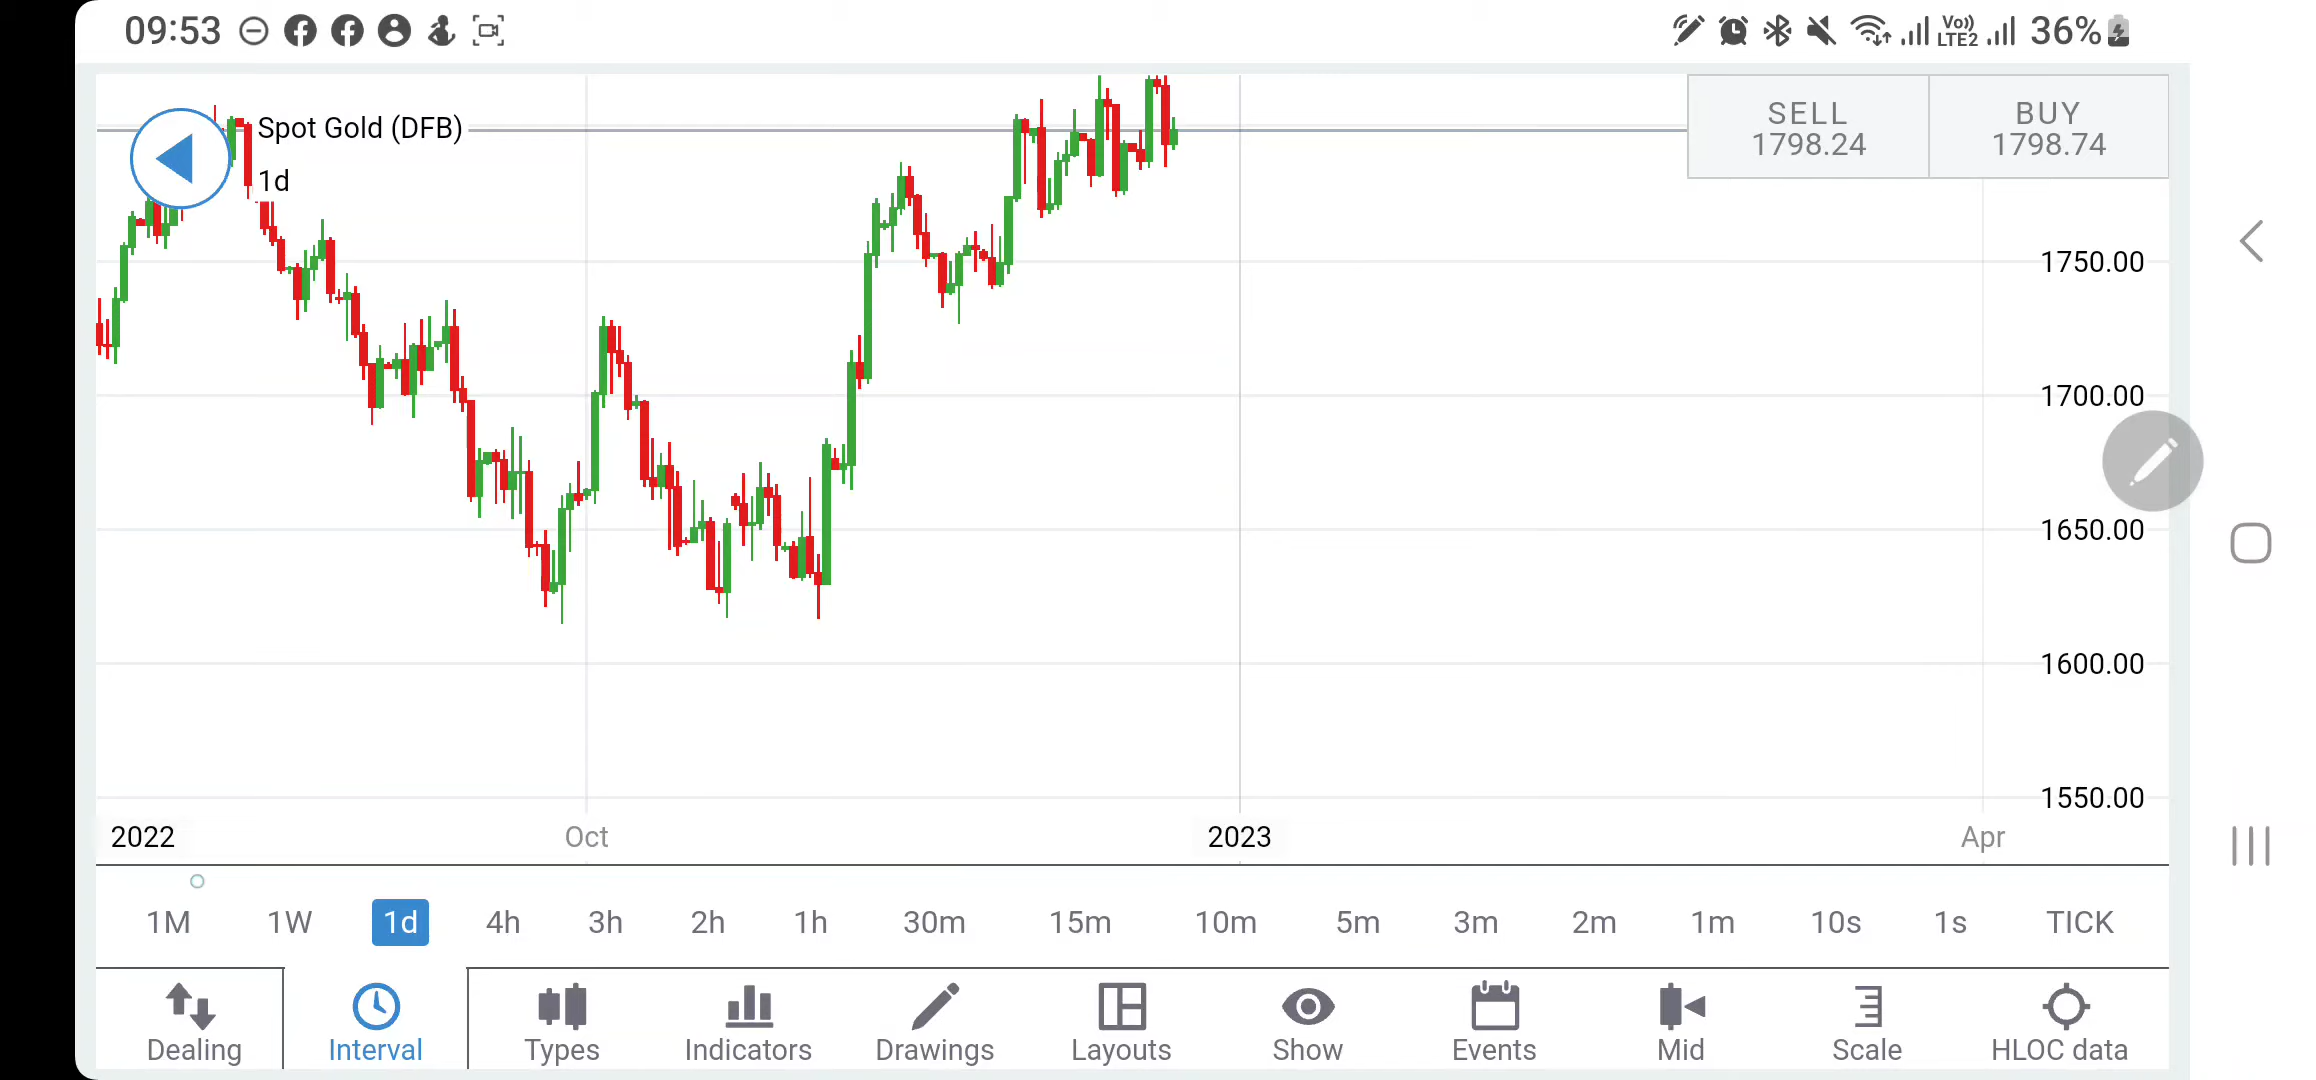 09:53
Vo))
LTE2
36%
Spot Gold (DFB)
1d
SELL
1798.24
BUY
1798.74
1750.00
1700.00
1650.00
1600.00
1550.00
2022 Oct 2023 Apr
1M 1W 1d 4h 3h 2h 1h 30m 15m 10m 5m 3m 2m 1m 10s 1s TICK
Dealing Interval Types Indicators Drawings Layouts Show Events Mid Scale HLOC data